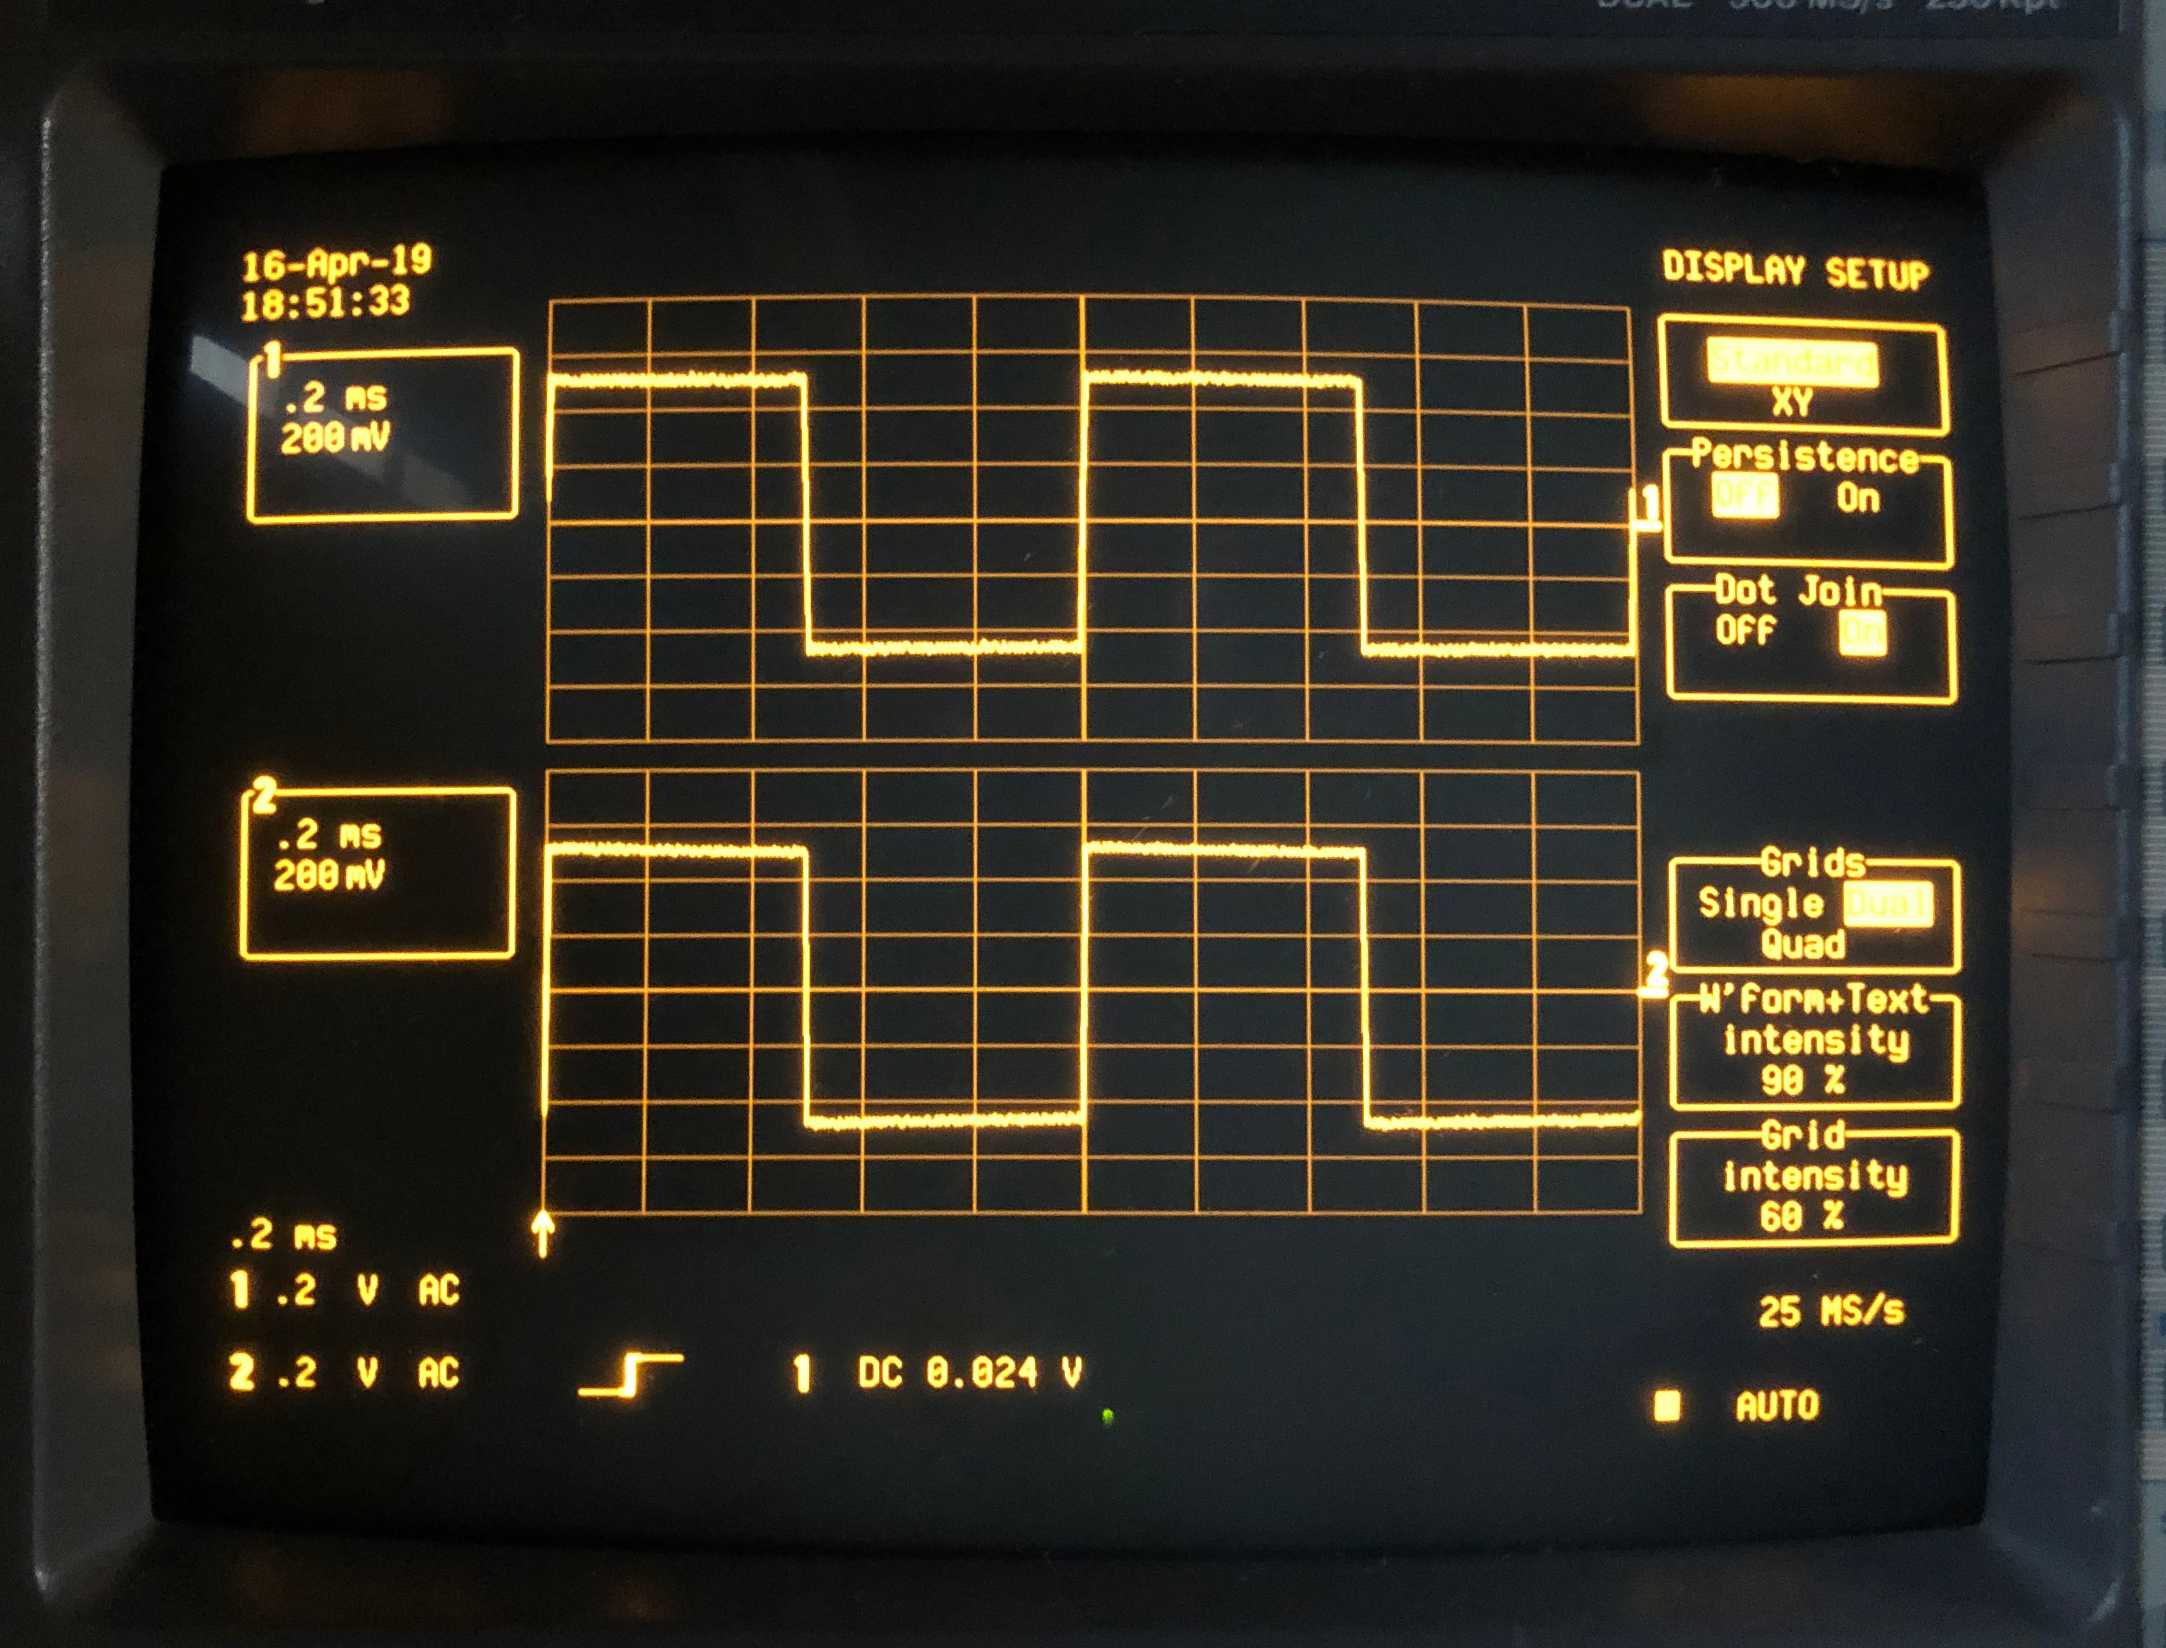 16-Apr-19
18:51:33
1
.2 ms
200 mV
2
.2 ms
200 mV
.2 ms
1 .2 V AC
2 .2 V AC
1 DC 0.024 V
DISPLAY SETUP
Standard
XY
Persistence
Off On
Dot Join
OFF On
1
Grids
Single Dual
Quad
2
W'form+Text
intensity
90 %
Grid
intensity
60 %
25 MS/s
AUTO